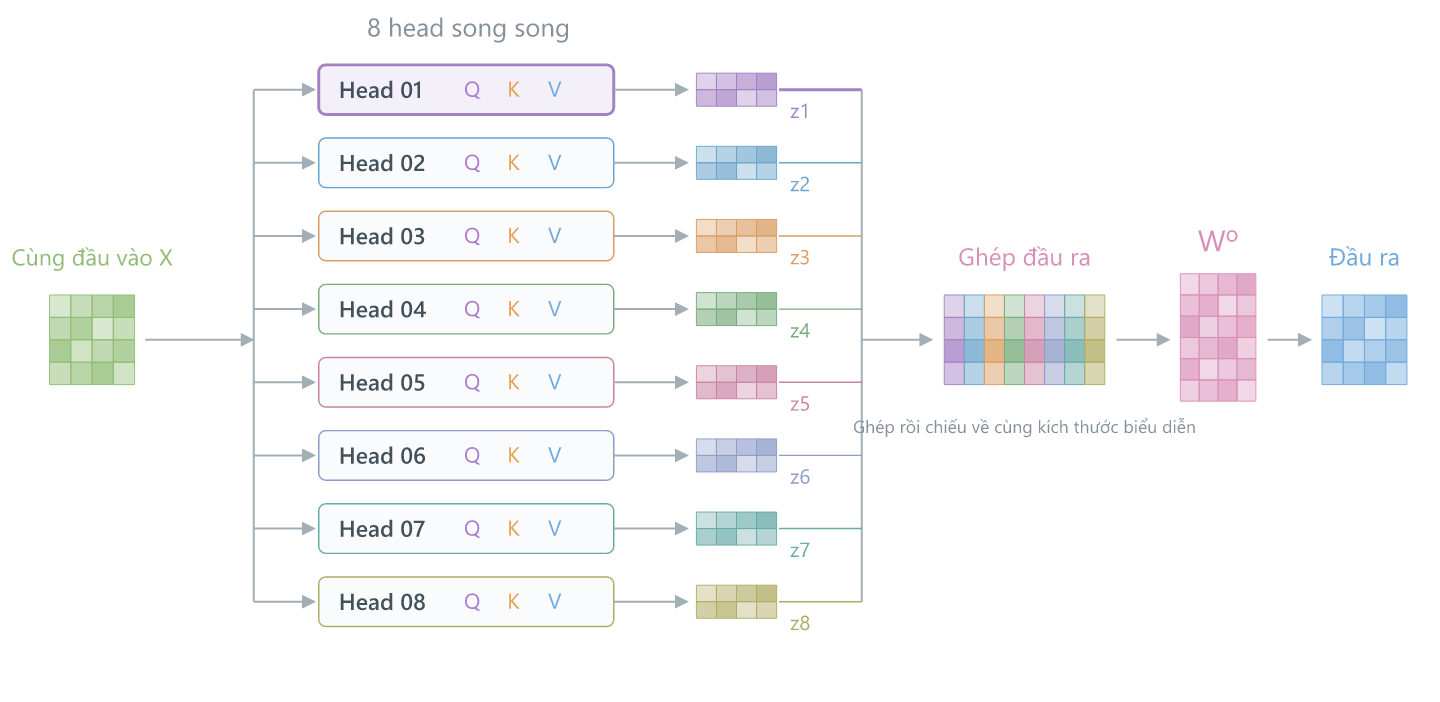 8 head song song
Head 01 Q K V
z1
Head 02 Q K V
z2
Head 03 Q K V
z3
Cùng đầu vào X
Head 04 Q K V
z4
Head 05 Q K V
z5
Head 06 Q K V
z6
Head 07 Q K V
z7
Head 08 Q K V
z8
Ghép đầu ra
Wᴼ
Đầu ra
Ghép rồi chiếu về cùng kích thước biểu diễn